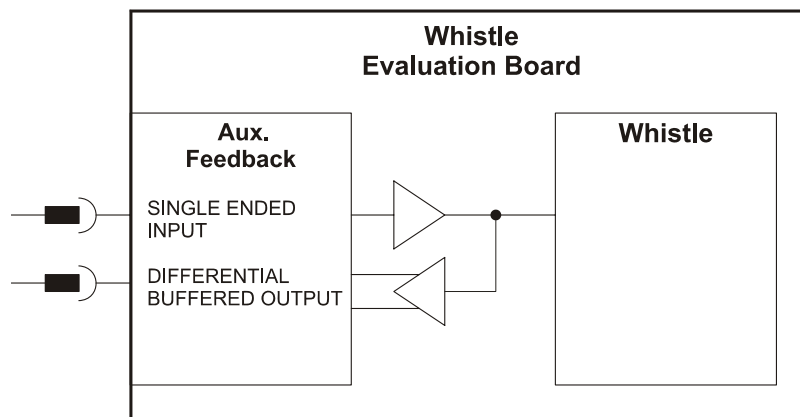 Whistle
Evaluation Board
Aux.
Feedback
Whistle
SINGLE ENDED
INPUT
DIFFERENTIAL
BUFFERED OUTPUT